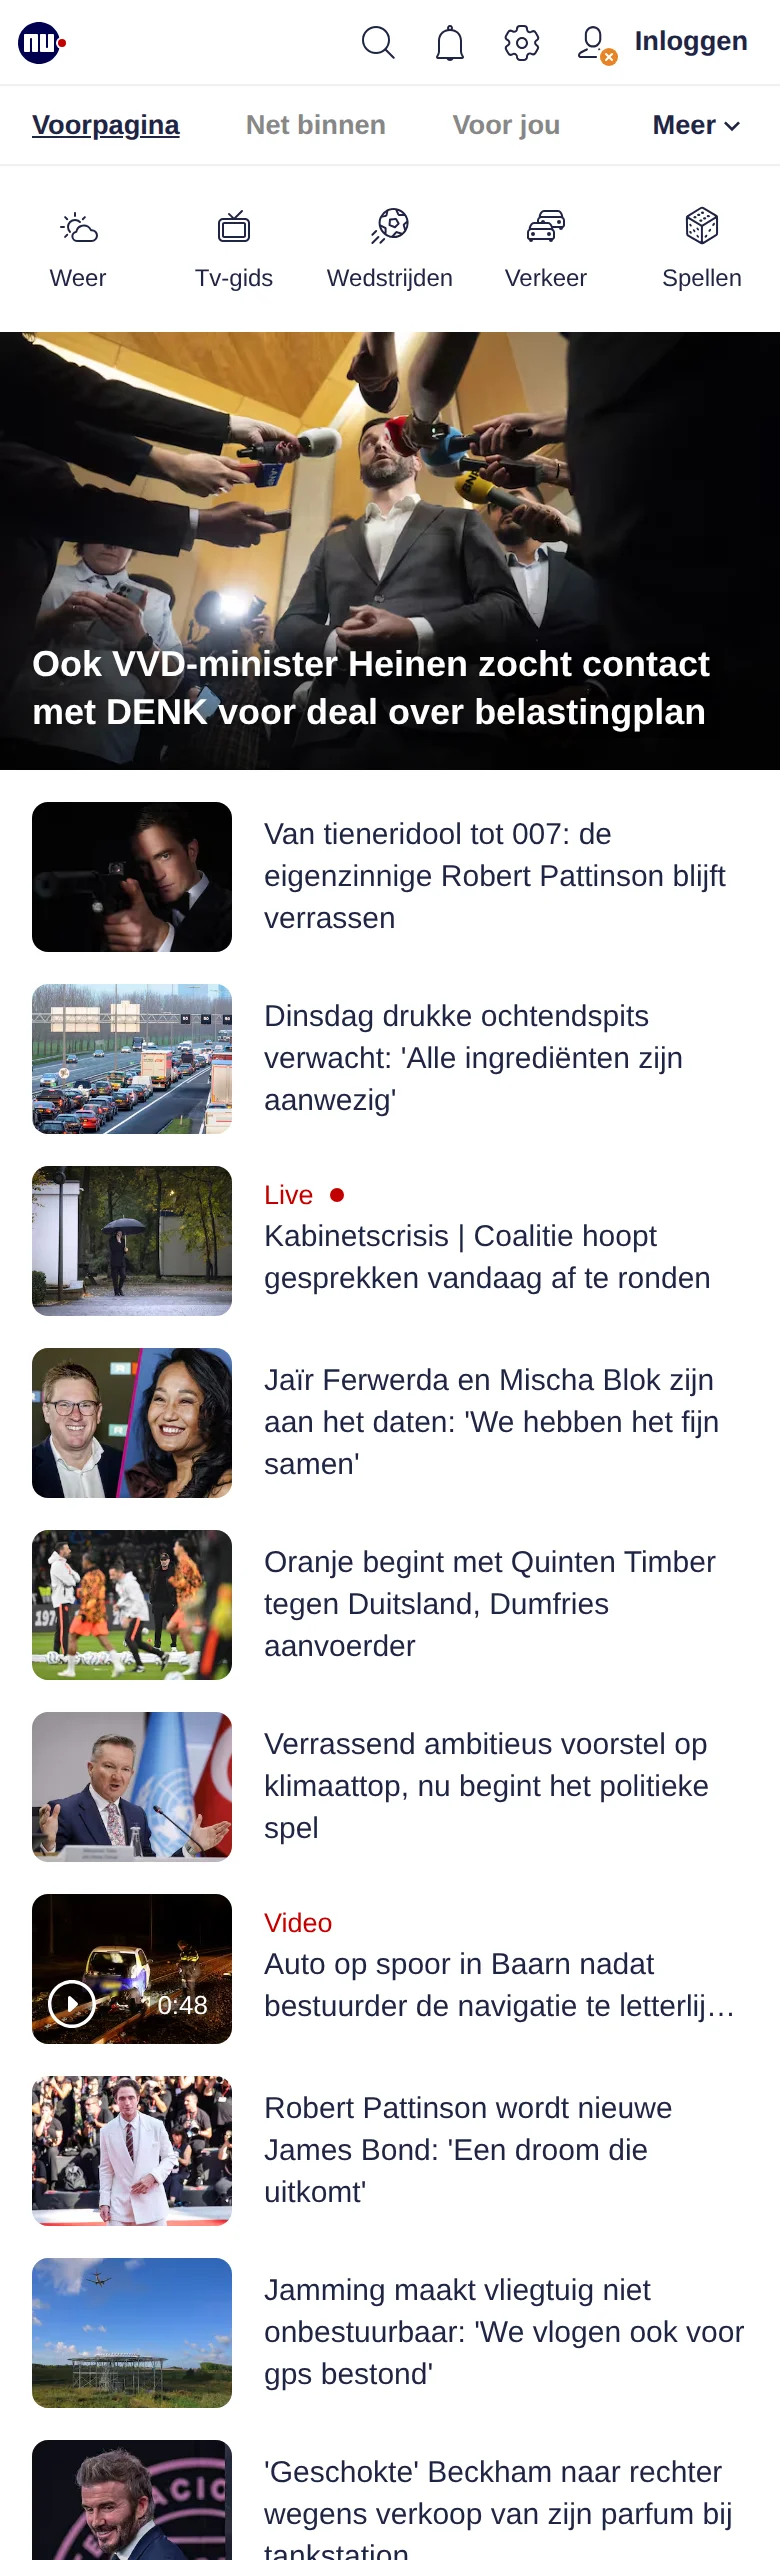 nu
Inloggen
Voorpagina Net binnen Voor jou Meer
Weer Tv-gids Wedstrijden Verkeer Spellen
Ook VVD-minister Heinen zocht contact
met DENK voor deal over belastingplan
Van tieneridool tot 007: de
eigenzinnige Robert Pattinson blijft
verrassen
Dinsdag drukke ochtendspits
verwacht: 'Alle ingrediënten zijn
aanwezig'
Live
Kabinetscrisis | Coalitie hoopt
gesprekken vandaag af te ronden
Jaïr Ferwerda en Mischa Blok zijn
aan het daten: 'We hebben het fijn
samen'
Oranje begint met Quinten Timber
tegen Duitsland, Dumfries
aanvoerder
Verrassend ambitieus voorstel op
klimaattop, nu begint het politieke
spel
Video
Auto op spoor in Baarn nadat
bestuurder de navigatie te letterlij…
0:48
Robert Pattinson wordt nieuwe
James Bond: 'Een droom die
uitkomt'
Jamming maakt vliegtuig niet
onbestuurbaar: 'We vlogen ook voor
gps bestond'
'Geschokte' Beckham naar rechter
wegens verkoop van zijn parfum bij
tankstation